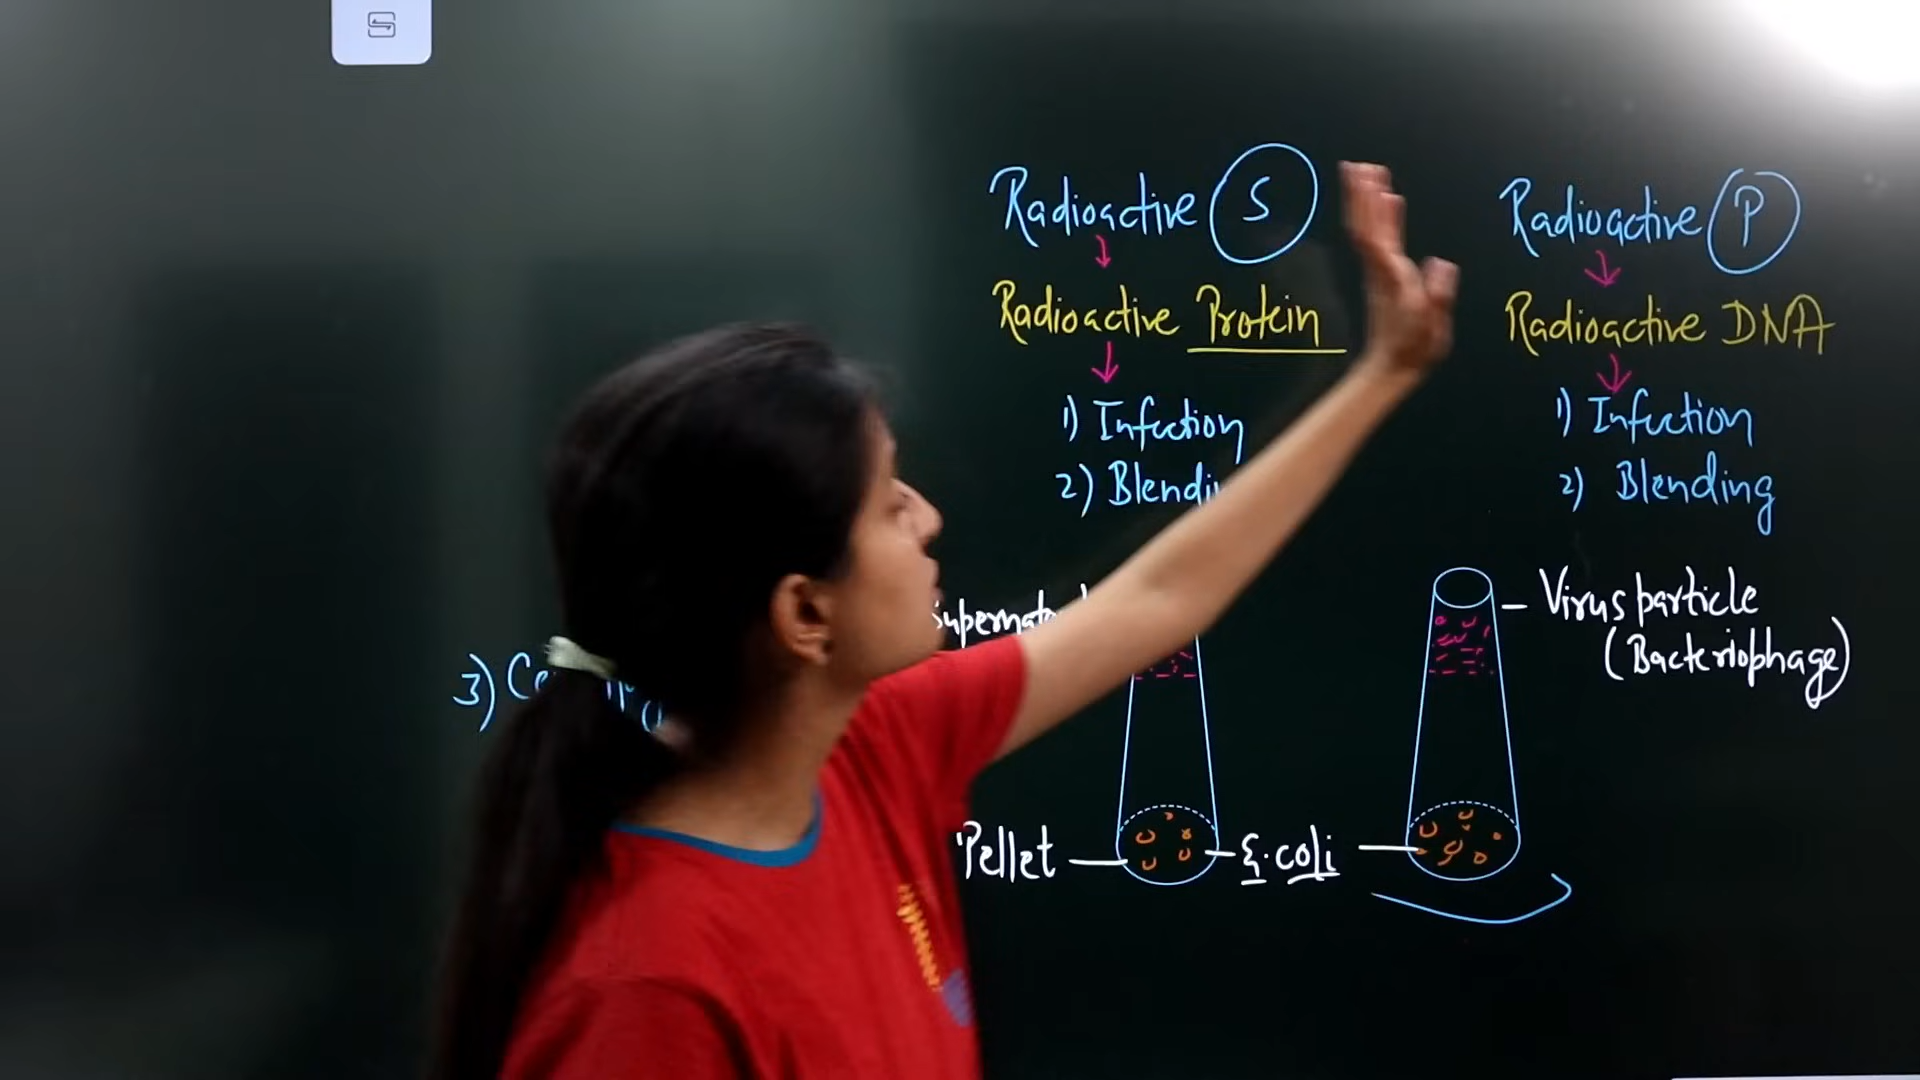 Radioactive S
Radioactive Protein
1) Infection
2) Blending
Radioactive P
Radioactive DNA
1) Infection
2) Blending
3)
Virus particle
(Bacteriophage)
Pellet
E.coli